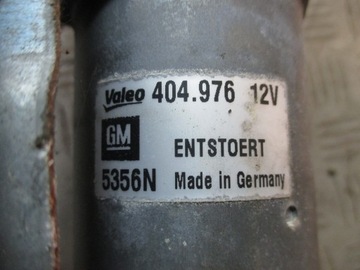 Valeo 404.976 12V
GM
ENTSTOERT
5356N Made in Germany